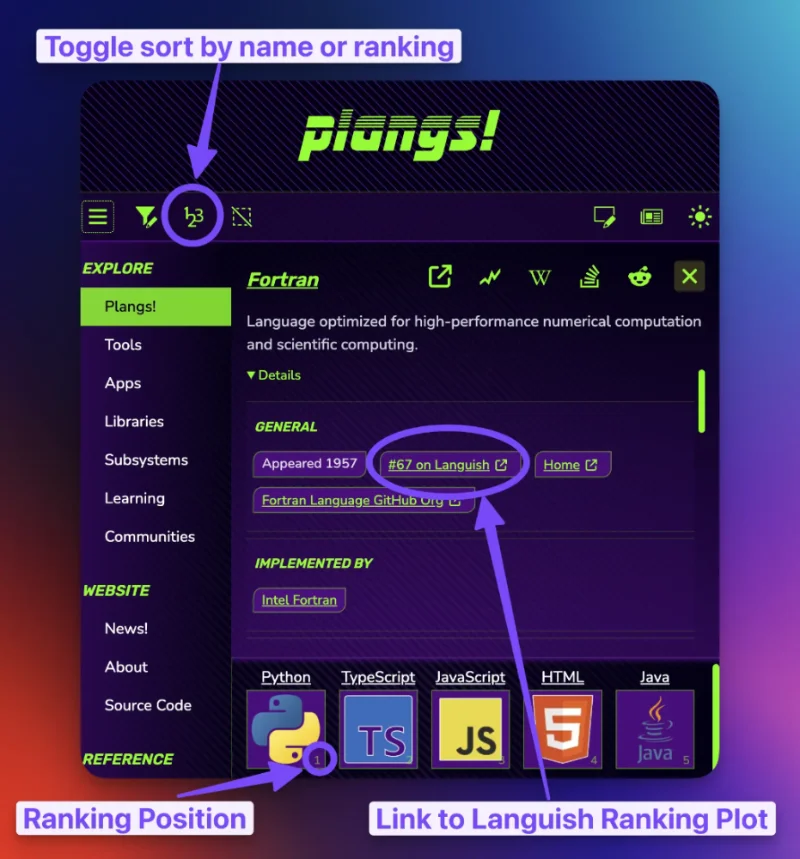 Toggle sort by name or ranking
plangs!
123
EXPLORE
Fortran
W
Plangs!
Language optimized for high-performance numerical computation
and scientific computing.
Tools
▼ Details
Apps
Libraries
GENERAL
Appeared 1957
#67 on Languish
Home
Subsystems
Learning
Fortran Language GitHub Org
Communities
IMPLEMENTED BY
WEBSITE
Intel Fortran
News!
About
Source Code
REFERENCE
Python
TypeScript
JavaScript
HTML
Java
TS
JS
5
Java
1
2
3
4
5
Ranking Position
Link to Languish Ranking Plot